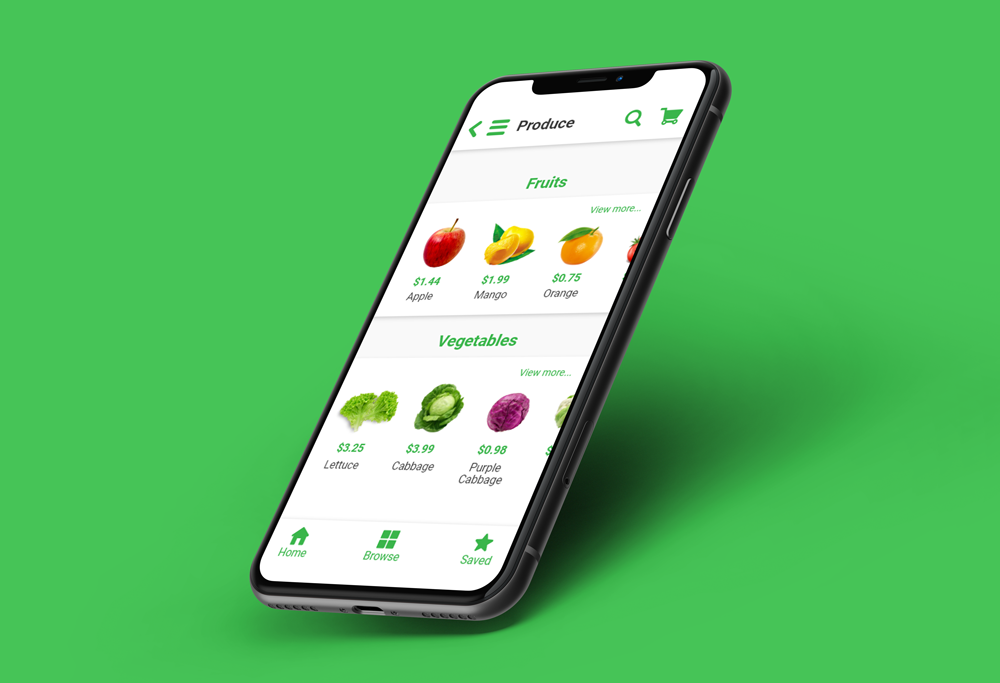 Produce
Fruits
View more...
$1.44
$1.99
$0.75
Apple
Mango
Orange
Vegetables
View more...
$3.25
$3.99
$0.98
Lettuce
Cabbage
Purple
Cabbage
Home
Browse
Saved